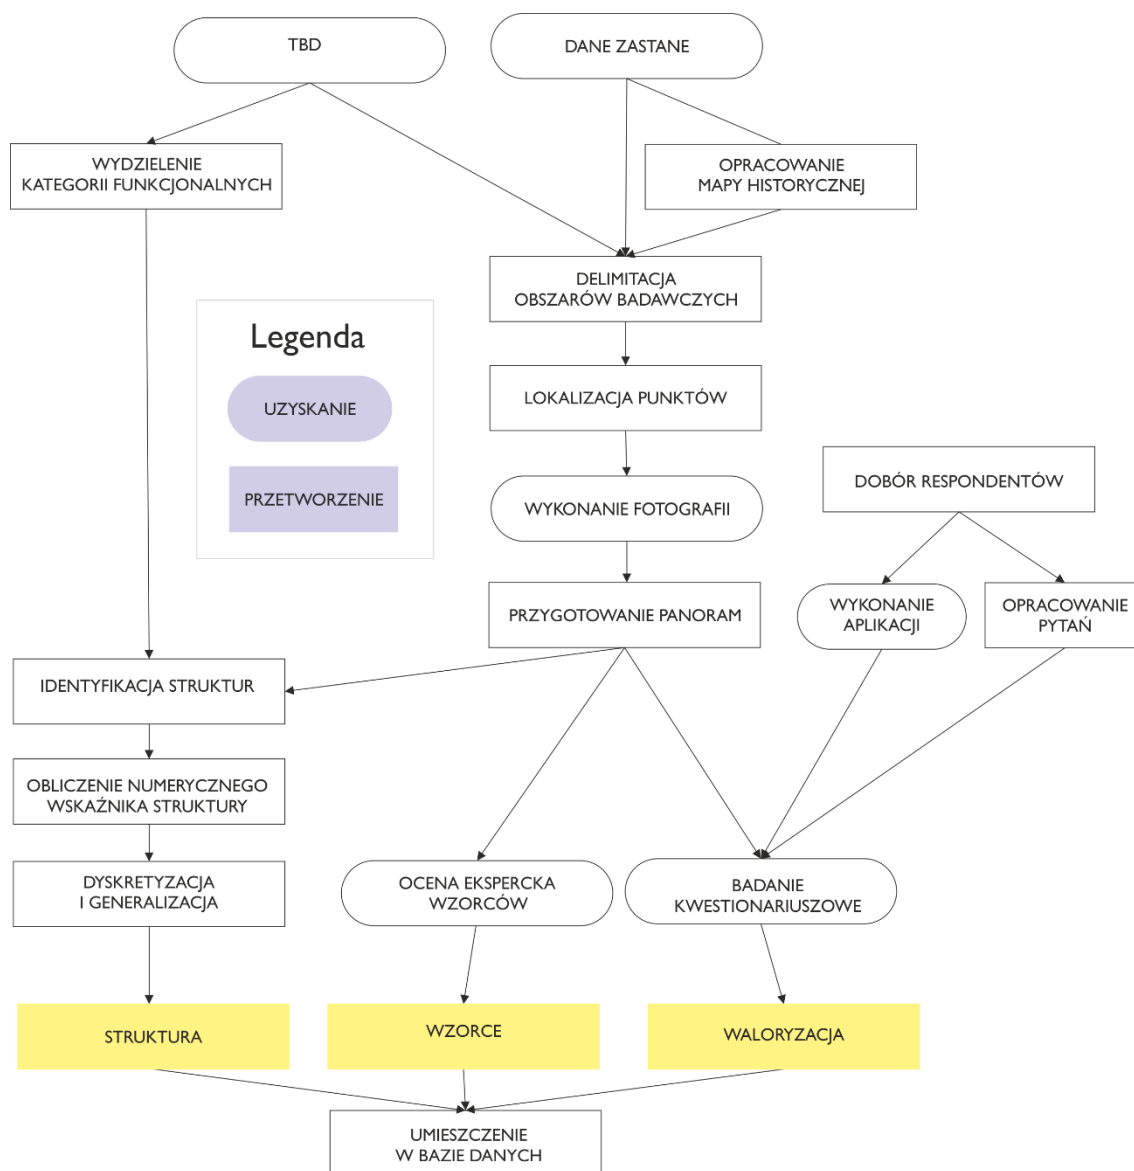 TBD
DANE ZASTANE
WYDZIELENIE
KATEGORII FUNKCJONALNYCH
OPRACOWANIE
MAPY HISTORYCZNEJ
DELIMITACJA
OBSZARÓW BADAWCZYCH
Legenda
UZYSKANIE
PRZETWORZENIE
LOKALIZACJA PUNKTÓW
WYKONANIE FOTOGRAFII
DOBÓR RESPONDENTÓW
PRZYGOTOWANIE PANORAM
WYKONANIE
APLIKACJI
OPRACOWANIE
PYTAŃ
IDENTYFIKACJA STRUKTUR
OBLICZENIE NUMERYCZNEGO
WSKAŹNIKA STRUKTURY
DYSKRETYZACJA
I GENERALIZACJA
OCENA EKSPERCKA
WZORCÓW
BADANIE
KWESTIONARIUSZOWE
STRUKTURA
WZORCE
WALORYZACJA
UMIESZCZENIE
W BAZIE DANYCH